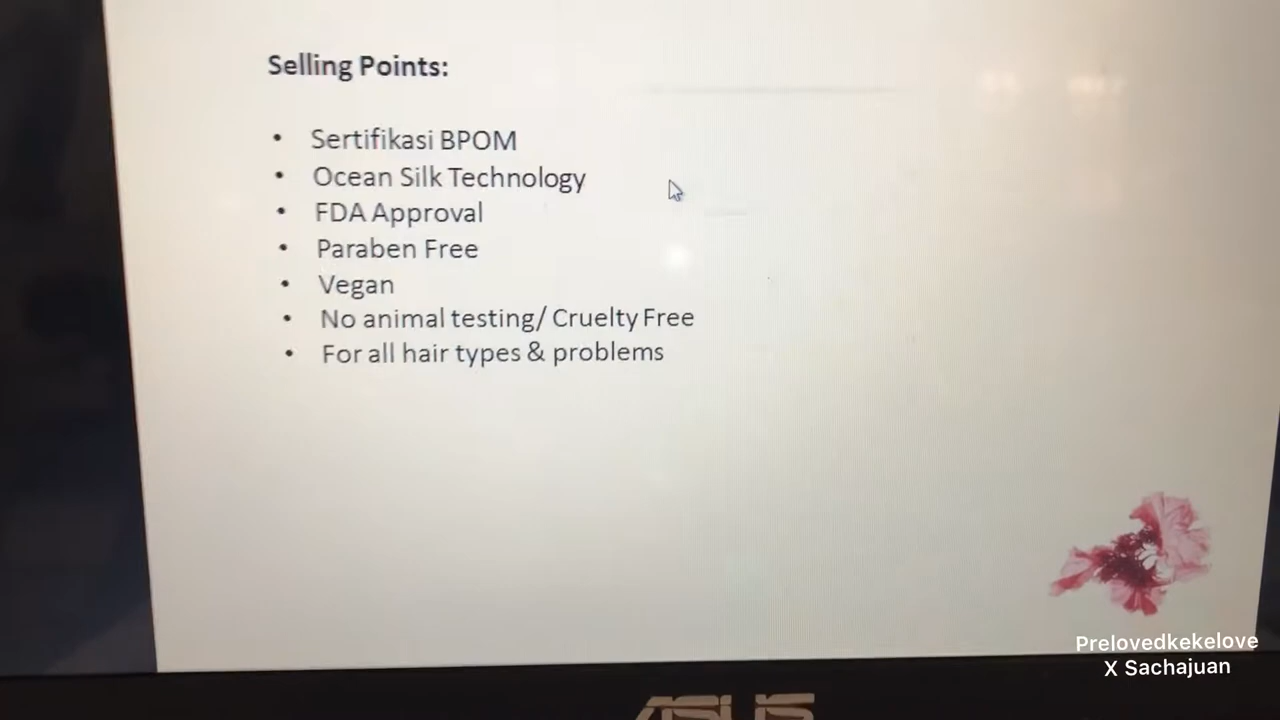 Selling Points:
• Sertifikasi BPOM
• Ocean Silk Technology
• FDA Approval
• Paraben Free
• Vegan
• No animal testing/ Cruelty Free
• For all hair types & problems
Prelovedkekelove
X Sachajuan
ASUS